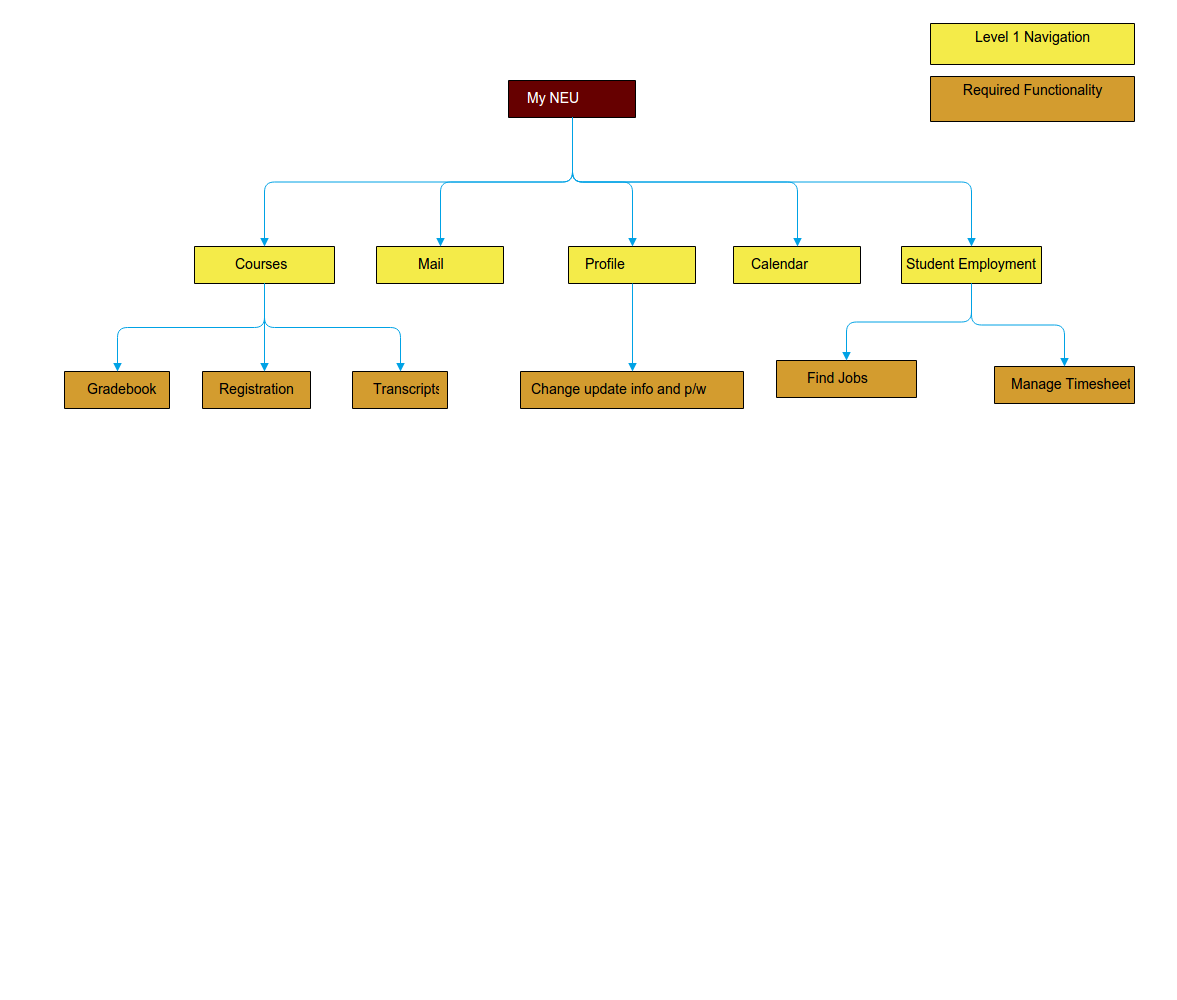 Level 1 Navigation
Required Functionality
My NEU
Courses
Mail
Profile
Calendar
Student Employment
Gradebook
Registration
Transcripts
Change update info and p/w
Find Jobs
Manage Timesheet